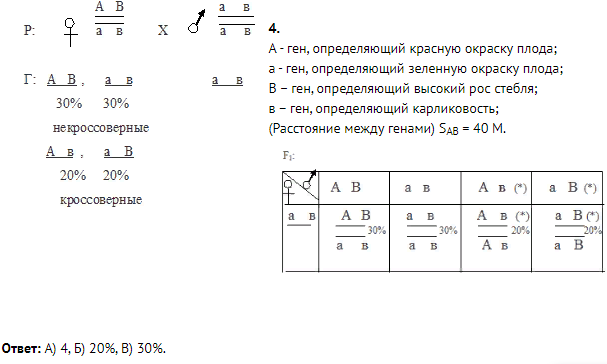 Р: А В Х а в
а в а в
Г: А В , а в а в
30% 30%
некроссоверные
А в , а В
20% 20%
кроссоверные
4.
А - ген, определяющий красную окраску плода;
а - ген, определяющий зеленную окраску плода;
В – ген, определяющий высокий рос стебля;
в – ген, определяющий карликовость;
(Расстояние между генами) SАВ = 40 М.
F1:
А В а в А в (*) а В (*)
а в А В а в А в (*) а В (*)
30% 30% 20% 20%
а в а в А в а В
Ответ: А) 4, Б) 20%, В) 30%.